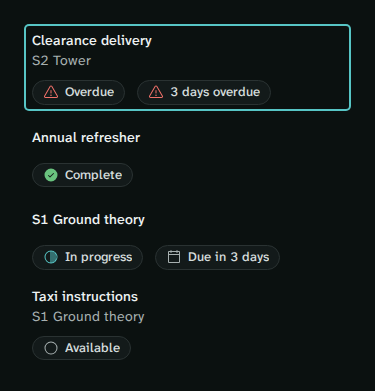 Clearance delivery
S2 Tower
Overdue 3 days overdue
Annual refresher
Complete
S1 Ground theory
In progress Due in 3 days
Taxi instructions
S1 Ground theory
Available